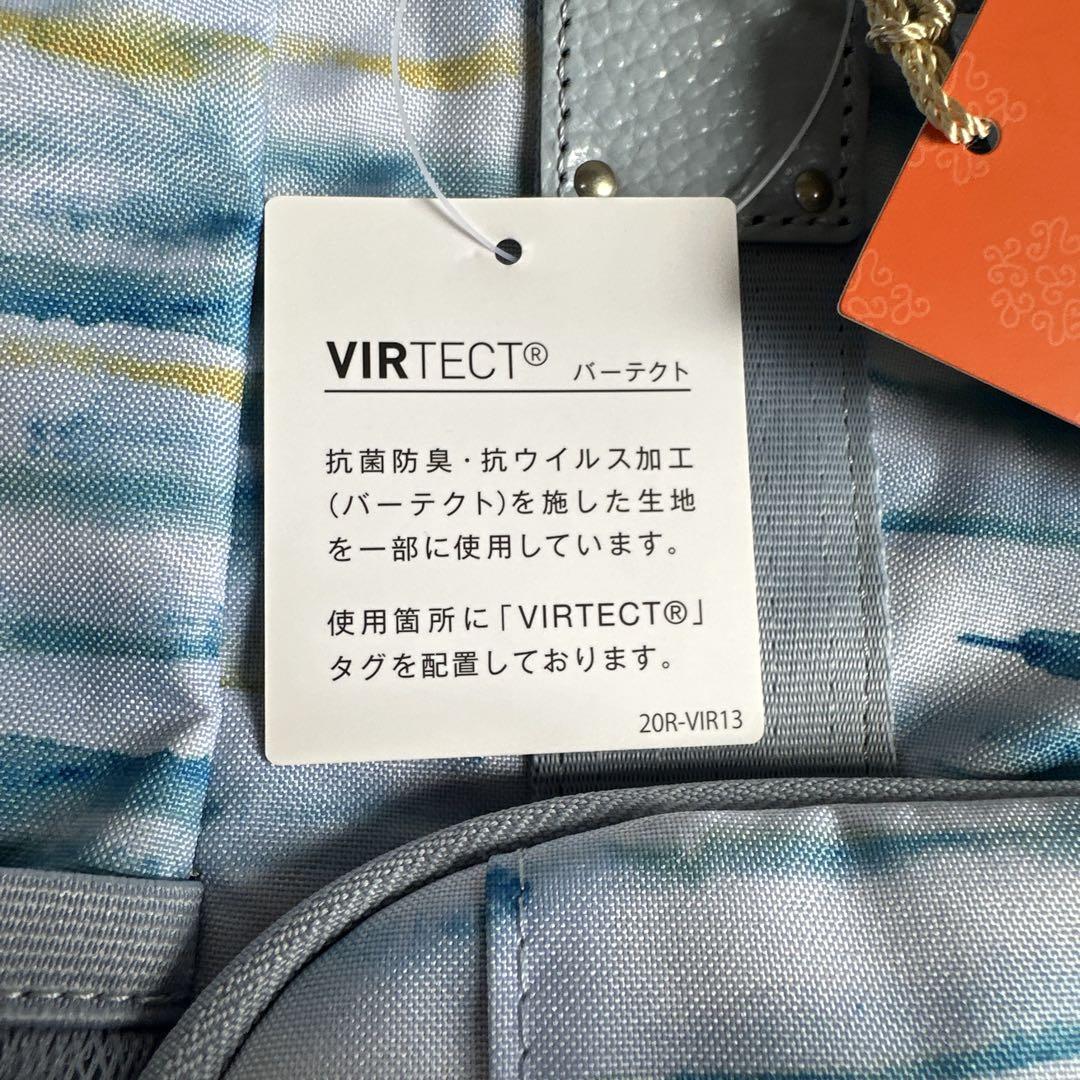 VIRTECT® バーテクト
抗菌防臭・抗ウイルス加工
(バーテクト)を施した生地
を一部に使用しています。
使用箇所に「VIRTECT®」
タグを配置しております。
20R-VIR13